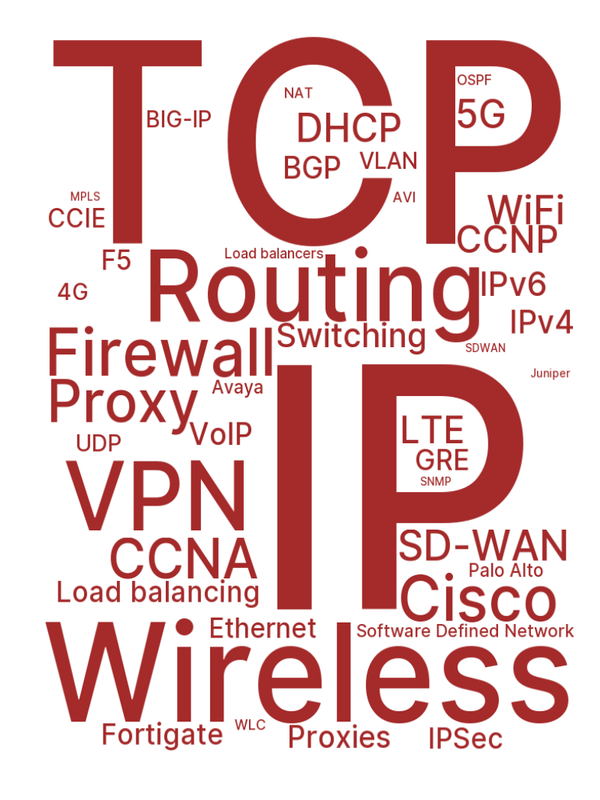 TCP
NAT
OSPF
BIG-IP
DHCP
5G
BGP
VLAN
MPLS
AVI
CCIE
WiFi
CCNP
F5
Load balancers
Routing
4G
IPv6
IPv4
Firewall
Switching
SDWAN
Juniper
IP
Proxy
Avaya
UDP
VoIP
LTE
GRE
SNMP
VPN
CCNA
SD-WAN
Palo Alto
Load balancing
Cisco
Ethernet
Software Defined Network
Wireless
Fortigate
WLC
Proxies
IPSec